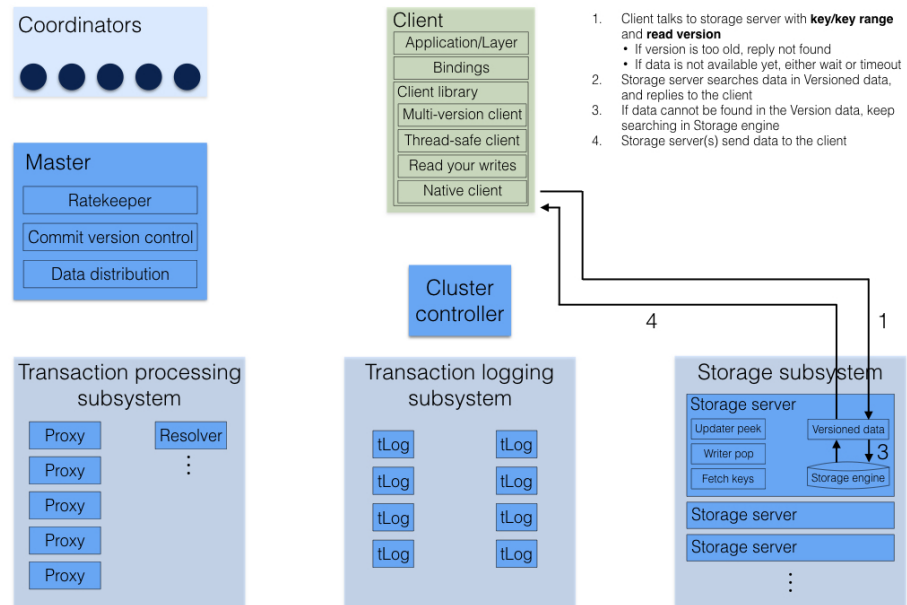 Coordinators
Master
Ratekeeper
Commit version control
Data distribution
Client
Application/Layer
Bindings
Client library
Multi-version client
Thread-safe client
Read your writes
Native client
1. Client talks to storage server with key/key range
and read version
• If version is too old, reply not found
• If data is not available yet, either wait or timeout
2. Storage server searches data in Versioned data,
and replies to the client
3. If data cannot be found in the Version data, keep
searching in Storage engine
4. Storage server(s) send data to the client
Cluster
controller
4
1
Transaction processing
subsystem
Proxy
Resolver
Proxy
Proxy
Proxy
Proxy
Transaction logging
subsystem
tLog
tLog
tLog
tLog
tLog
tLog
tLog
tLog
Storage subsystem
Storage server
Updater peek
Versioned data
Writer pop
3
Fetch keys
Storage engine
Storage server
Storage server